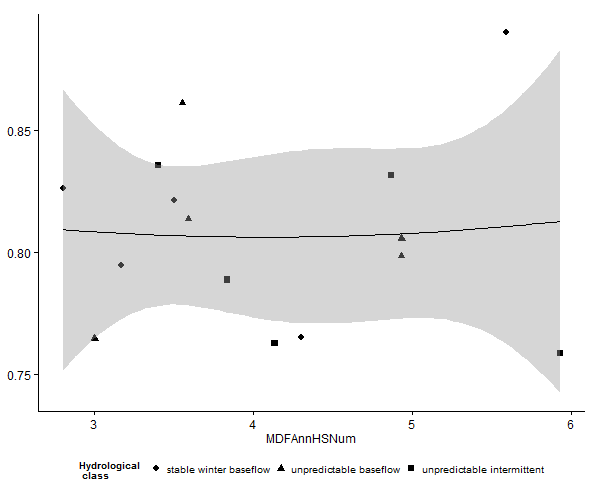 0.85
0.80
0.75
3 4 5 6
MDFAnnHSNum
Hydrological
class
stable winter baseflow unpredictable baseflow unpredictable intermittent